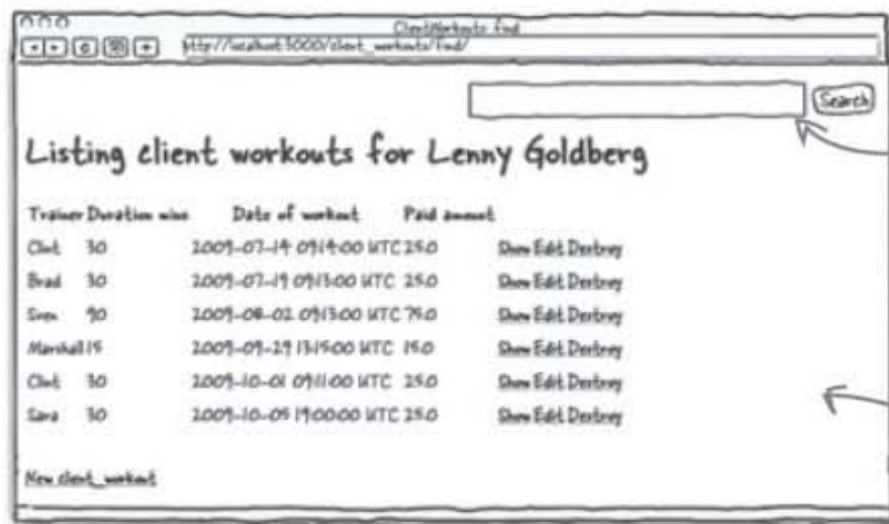 ClientWorkouts: find
http://localhost:3000/client_workouts/find/
Search
Listing client workouts for Lenny Goldberg
Trainer Duration mins Date of workout Paid amount
Clint 30 2009-07-14 09:14:00 UTC 25.0 Show Edit Destroy
Brad 30 2009-07-19 09:13:00 UTC 25.0 Show Edit Destroy
Sven 90 2009-08-02 09:13:00 UTC 75.0 Show Edit Destroy
Marshall 15 2009-09-29 13:15:00 UTC 15.0 Show Edit Destroy
Clint 30 2009-10-01 09:11:00 UTC 25.0 Show Edit Destroy
Sara 30 2009-10-05 19:00:00 UTC 25.0 Show Edit Destroy
New client_workout